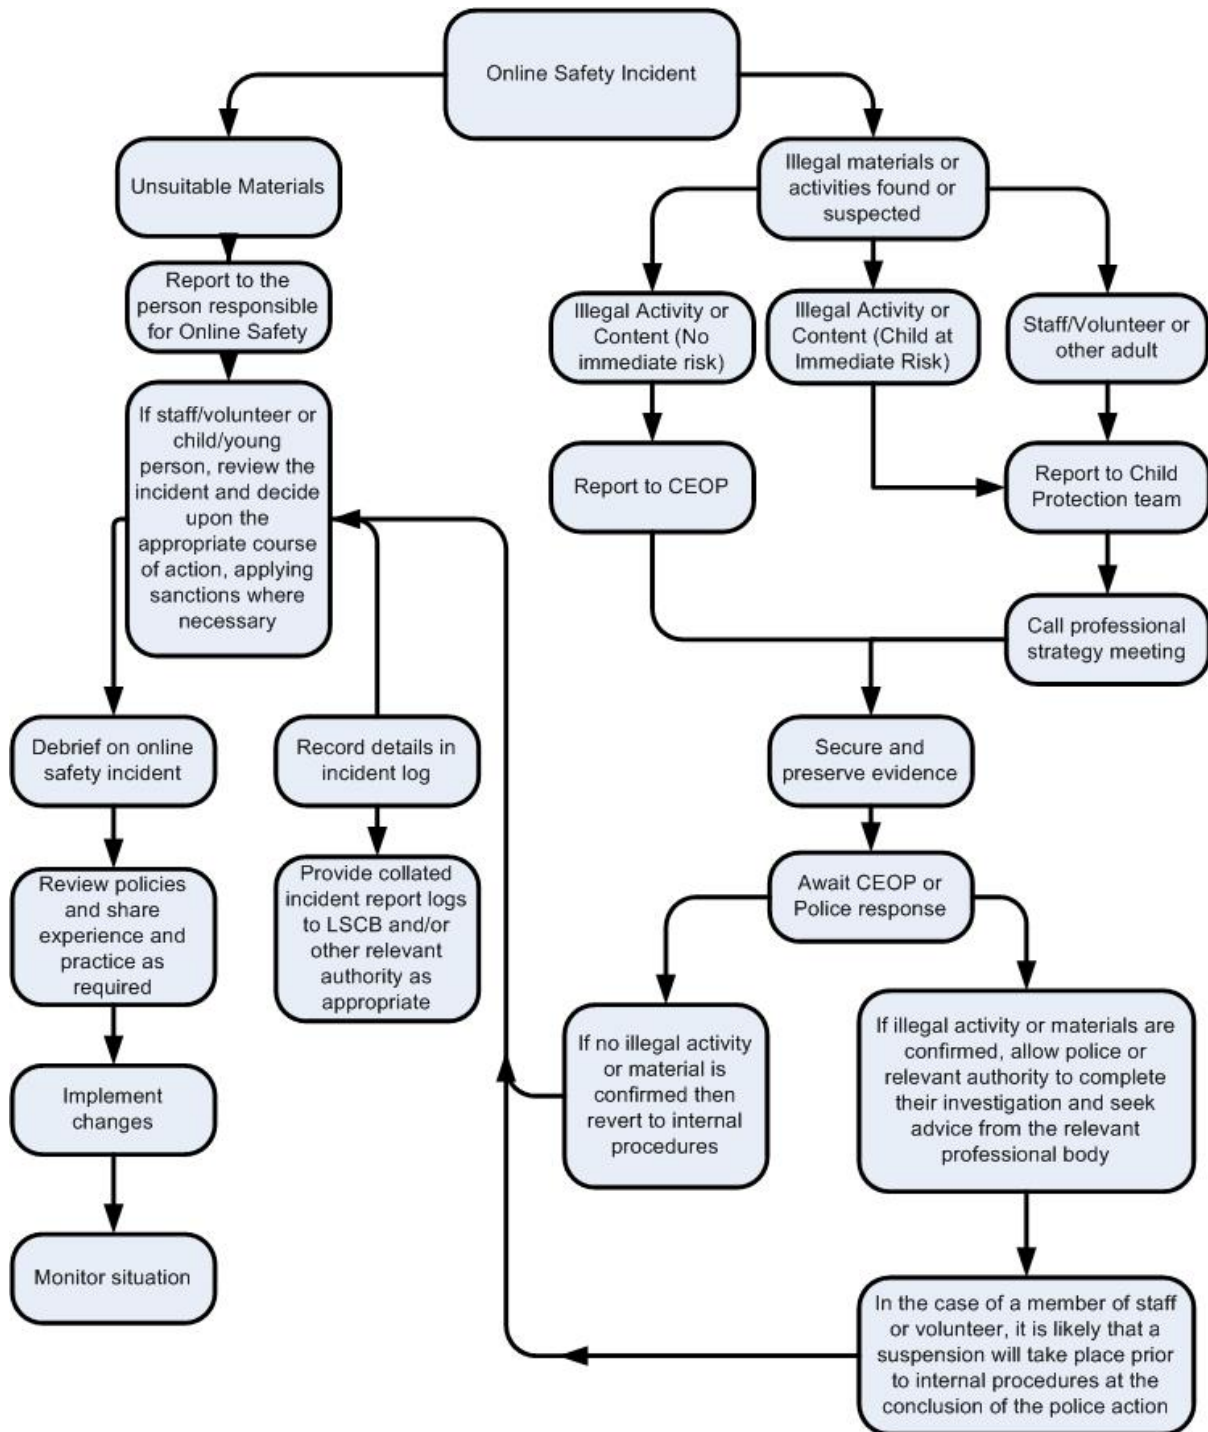 Online Safety Incident
Unsuitable Materials
Illegal materials or
activities found or
suspected
Report to the
person responsible
for Online Safety
Illegal Activity or
Content (No
immediate risk)
Illegal Activity or
Content (Child at
Immediate Risk)
Staff/Volunteer or
other adult
If staff/volunteer or
child/young
person, review the
incident and decide
upon the
appropriate course
of action, applying
sanctions where
necessary
Report to CEOP
Report to Child
Protection team
Call professional
strategy meeting
Debrief on online
safety incident
Record details in
incident log
Secure and
preserve evidence
Review policies
and share
experience and
practice as
required
Provide collated
incident report logs
to LSCB and/or
other relevant
authority as
appropriate
Await CEOP or
Police response
If no illegal activity
or material is
confirmed then
revert to internal
procedures
If illegal activity or materials are
confirmed, allow police or
relevant authority to complete
their investigation and seek
advice from the relevant
professional body
Implement
changes
Monitor situation
In the case of a member of staff
or volunteer, it is likely that a
suspension will take place prior
to internal procedures at the
conclusion of the police action